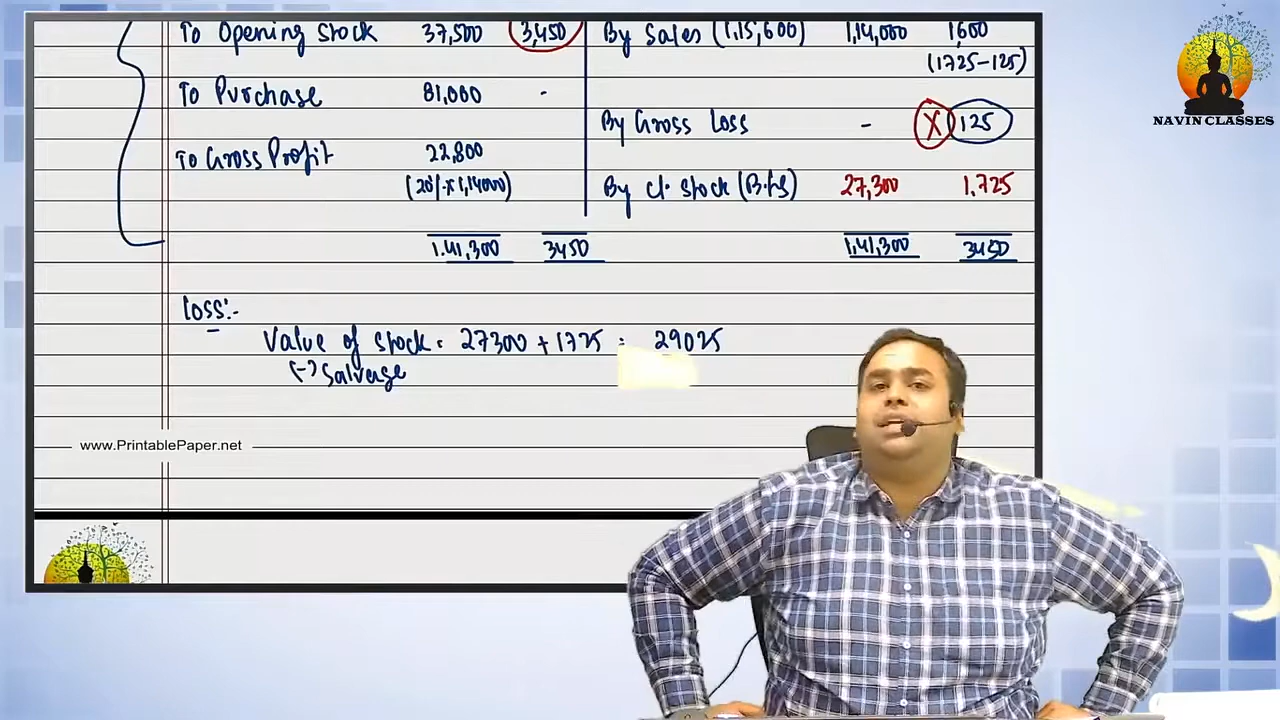 To Opening Stock 37,500 3,450 By Sales (1,15,600) 1,14,000 1,600
(1725-125)
To Purchase 81,000 -
By Gross Loss - X 125
To Gross Profit 22,800
(20% x 1,14000)
By cl. Stock (B.f.) 27,300 1,725
1,41,300 3450 1,41,300 3450
Loss:-
Value of Stock = 27300 + 1725 = 29025
(-) Salvage
www.PrintablePaper.net
NAVIN CLASSES